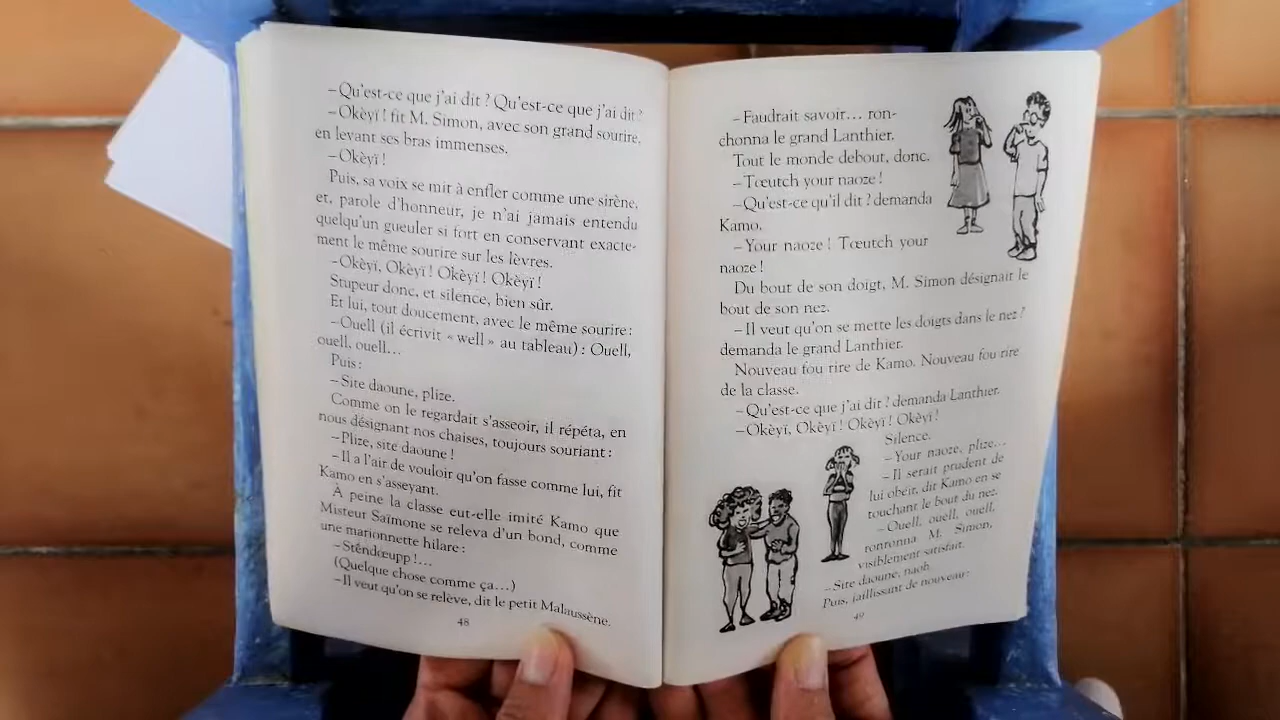 –Qu'est-ce que j'ai dit ? Qu'est-ce que j'ai dit ?
–Okèyï ! fit M. Simon, avec son grand sourire,
en levant ses bras immenses.
–Okèyï !
Puis, sa voix se mit à enfler comme une sirène,
et, parole d'honneur, je n'ai jamais entendu
quelqu'un gueuler si fort en conservant exacte-
ment le même sourire sur les lèvres.
–Okèyï, Okèyï ! Okèyï ! Okèyï !
Stupeur donc, et silence, bien sûr.
Et lui, tout doucement, avec le même sourire :
–Ouell (il écrivit « well » au tableau) : Ouell,
ouell, ouell...
Puis :
–Site daoune, plize.
Comme on le regardait s'asseoir, il répéta, en
nous désignant nos chaises, toujours souriant :
–Plize, site daoune !
–Il a l'air de vouloir qu'on fasse comme lui, fit
Kamo en s'asseyant.
À peine la classe eut-elle imité Kamo que
Misteur Saïmone se releva d'un bond, comme
une marionnette hilare :
–Stèndœupp !...
(Quelque chose comme ça...)
–Il veut qu'on se relève, dit le petit Malaussène.
48
–Faudrait savoir... ron-
chonna le grand Lanthier.
Tout le monde debout, donc.
–Tœutch your naoze !
–Qu'est-ce qu'il dit ? demanda
Kamo.
–Your naoze ! Tœutch your
naoze !
Du bout de son doigt, M. Simon désignait le
bout de son nez.
–Il veut qu'on se mette les doigts dans le nez ?
demanda le grand Lanthier.
Nouveau fou rire de Kamo. Nouveau fou rire
de la classe.
–Qu'est-ce que j'ai dit ? demanda Lanthier.
–Okèyï, Okèyï ! Okèyï ! Okèyï !
Silence.
–Your naoze, plize...
–Il serait prudent de
lui obéir, dit Kamo en se
touchant le bout du nez.
–Ouell, ouell, ouell,
ronronna M. Simon,
visiblement satisfait.
–Site daoune, naoh.
Puis, jaillissant de nouveau :
49